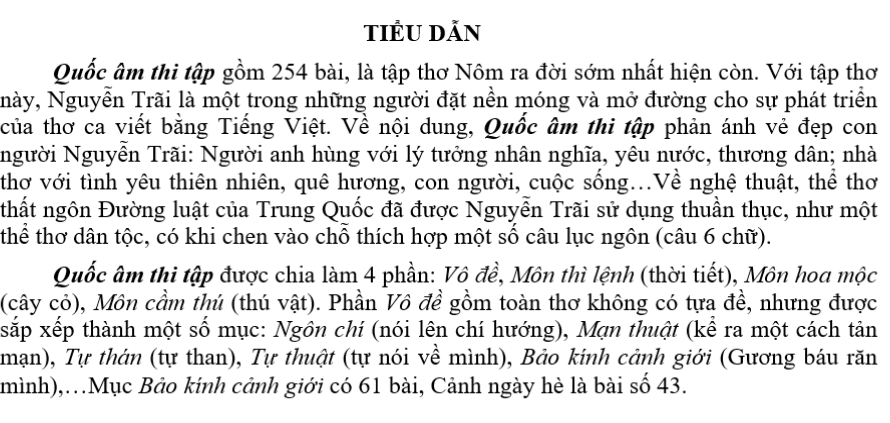 TIỂU DẪN
Quốc âm thi tập gồm 254 bài, là tập thơ Nôm ra đời sớm nhất hiện còn. Với tập thơ
này, Nguyễn Trãi là một trong những người đặt nền móng và mở đường cho sự phát triển
của thơ ca viết bằng Tiếng Việt. Về nội dung, Quốc âm thi tập phản ánh vẻ đẹp con
người Nguyễn Trãi: Người anh hùng với lý tưởng nhân nghĩa, yêu nước, thương dân; nhà
thơ với tình yêu thiên nhiên, quê hương, con người, cuộc sống…Về nghệ thuật, thể thơ
thất ngôn Đường luật của Trung Quốc đã được Nguyễn Trãi sử dụng thuần thục, như một
thể thơ dân tộc, có khi chen vào chỗ thích hợp một số câu lục ngôn (câu 6 chữ).
Quốc âm thi tập được chia làm 4 phần: Vô đề, Môn thì lệnh (thời tiết), Môn hoa mộc
(cây cỏ), Môn cầm thú (thú vật). Phần Vô đề gồm toàn thơ không có tựa đề, nhưng được
sắp xếp thành một số mục: Ngôn chí (nói lên chí hướng), Mạn thuật (kể ra một cách tản
mạn), Tự thán (tự than), Tự thuật (tự nói về mình), Bảo kính cảnh giới (Gương báu răn
mình),…Mục Bảo kính cảnh giới có 61 bài, Cảnh ngày hè là bài số 43.